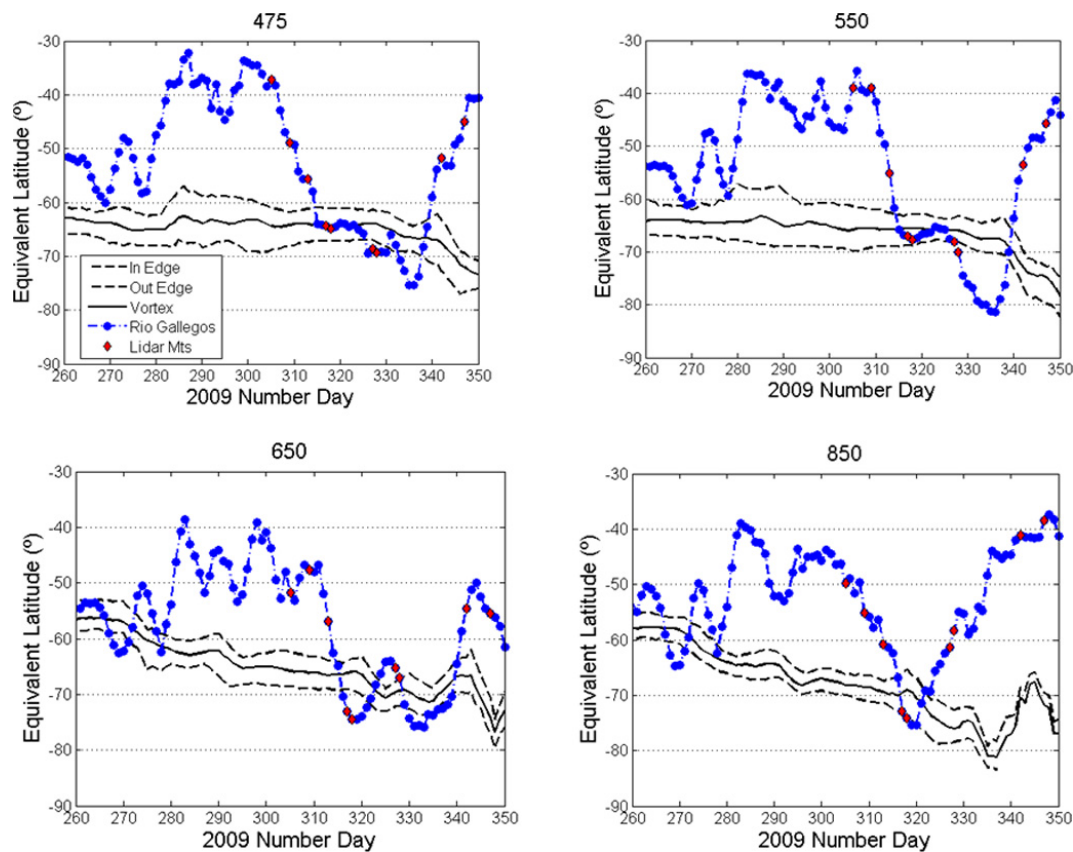 475
-30
-40
-50
-60
-70
-80
-90
Equivalent Latitude (º)
In Edge
Out Edge
Vortex
Rio Gallegos
Lidar Mts
260 270 280 290 300 310 320 330 340 350
2009 Number Day
550
-30
-40
-50
-60
-70
-80
-90
Equivalent Latitude (º)
260 270 280 290 300 310 320 330 340 350
2009 Number Day
650
-30
-40
-50
-60
-70
-80
-90
Equivalent Latitude (º)
260 270 280 290 300 310 320 330 340 350
2009 Number Day
850
-30
-40
-50
-60
-70
-80
-90
Equivalent Latitude (º)
260 270 280 290 300 310 320 330 340 350
2009 Number Day